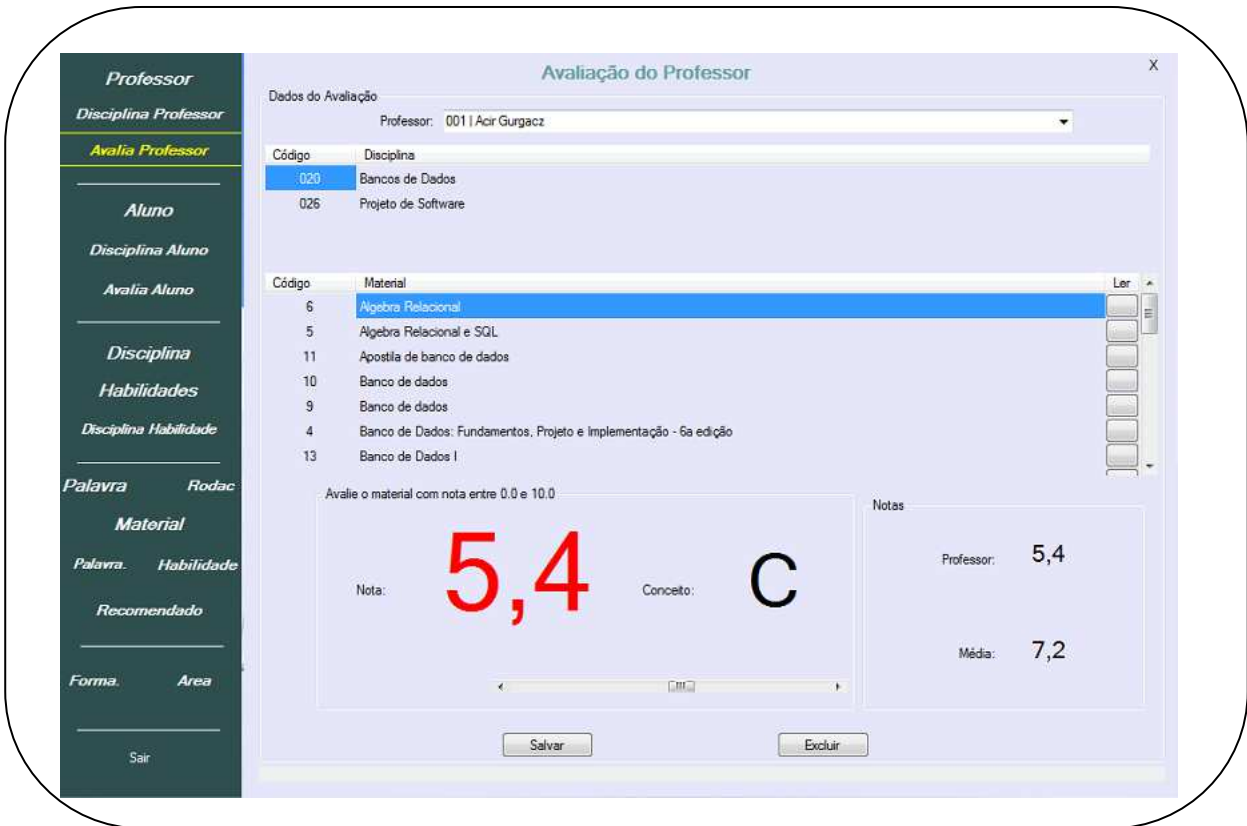 Professor
Disciplina Professor
Avalia Professor
Aluno
Disciplina Aluno
Avalia Aluno
Disciplina
Habilidades
Disciplina Habilidade
Palavra Rodac
Material
Palavra. Habilidade
Recomendado
Forma. Area
Sair
Avaliação do Professor X
Dados do Avaliação
Professor: 001 | Acir Gurgacz
Código Disciplina
020 Bancos de Dados
026 Projeto de Software
Código Material Ler
6 Algebra Relacional
5 Algebra Relacional e SQL
11 Apostila de banco de dados
10 Banco de dados
9 Banco de dados
4 Banco de Dados: Fundamentos, Projeto e Implementação - 6a edição
13 Banco de Dados I
Avalie o material com nota entre 0.0 e 10.0
Nota: 5,4 Conceito: C
Notas
Professor: 5,4
Média: 7,2
Salvar Excluir